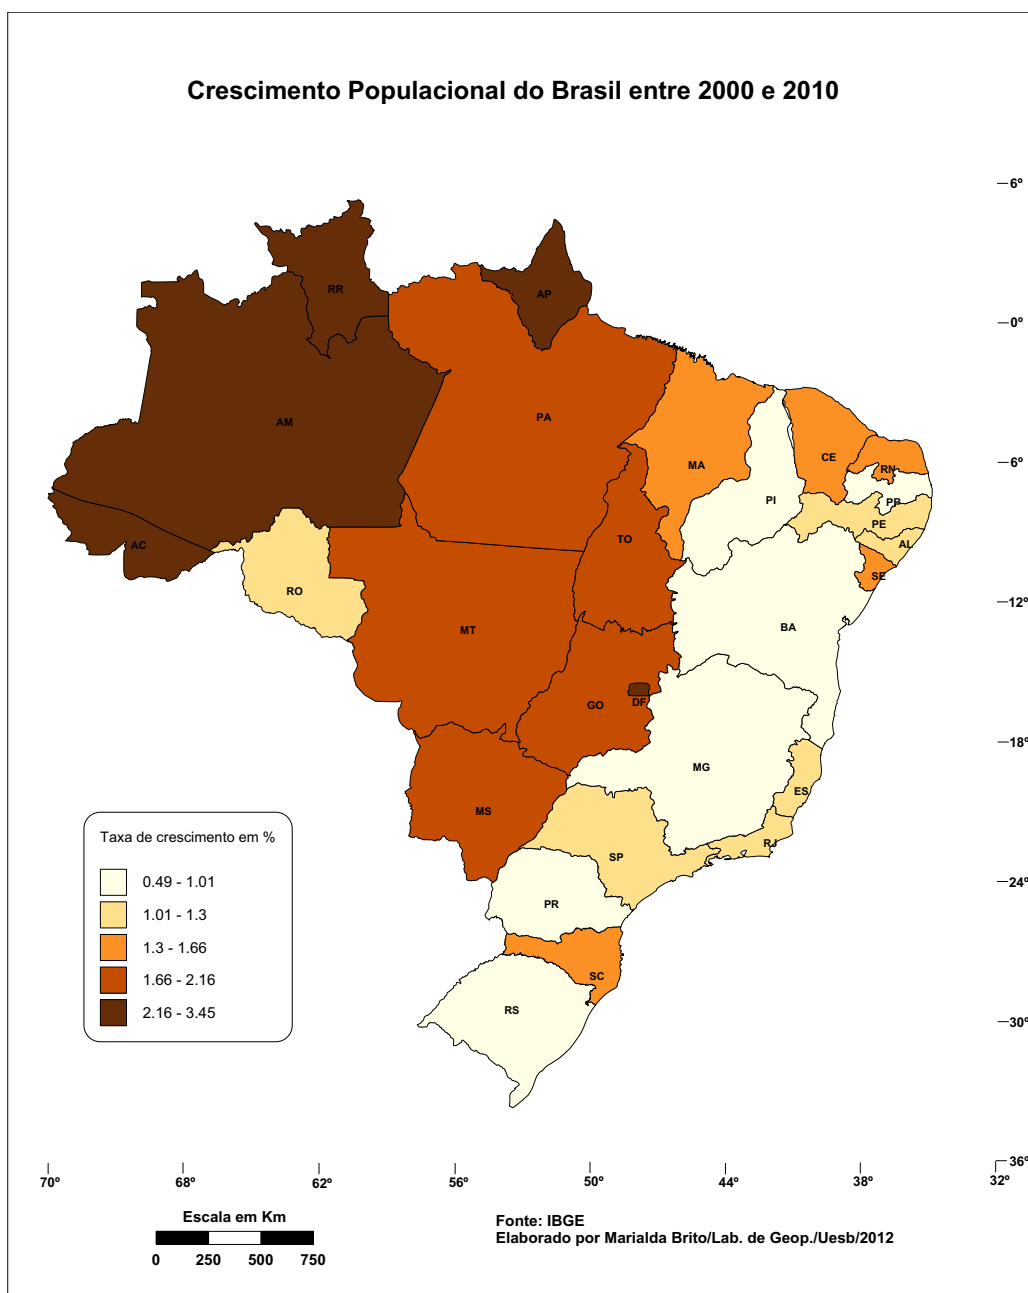 Crescimento Populacional do Brasil entre 2000 e 2010
6º
0º
6º
12º
18º
24º
30º
36º
RR
AP
AM
PA
MA
CE
RN
PI
PB
PE
AL
SE
AC
RO
TO
BA
MT
GO
DF
MG
ES
MS
RJ
SP
PR
SC
RS
Taxa de crescimento em %
0.49 - 1.01
1.01 - 1.3
1.3 - 1.66
1.66 - 2.16
2.16 - 3.45
70º 68º 62º 56º 50º 44º 38º 32º
Escala em Km
0 250 500 750
Fonte: IBGE
Elaborado por Marialda Brito/Lab. de Geop./Uesb/2012